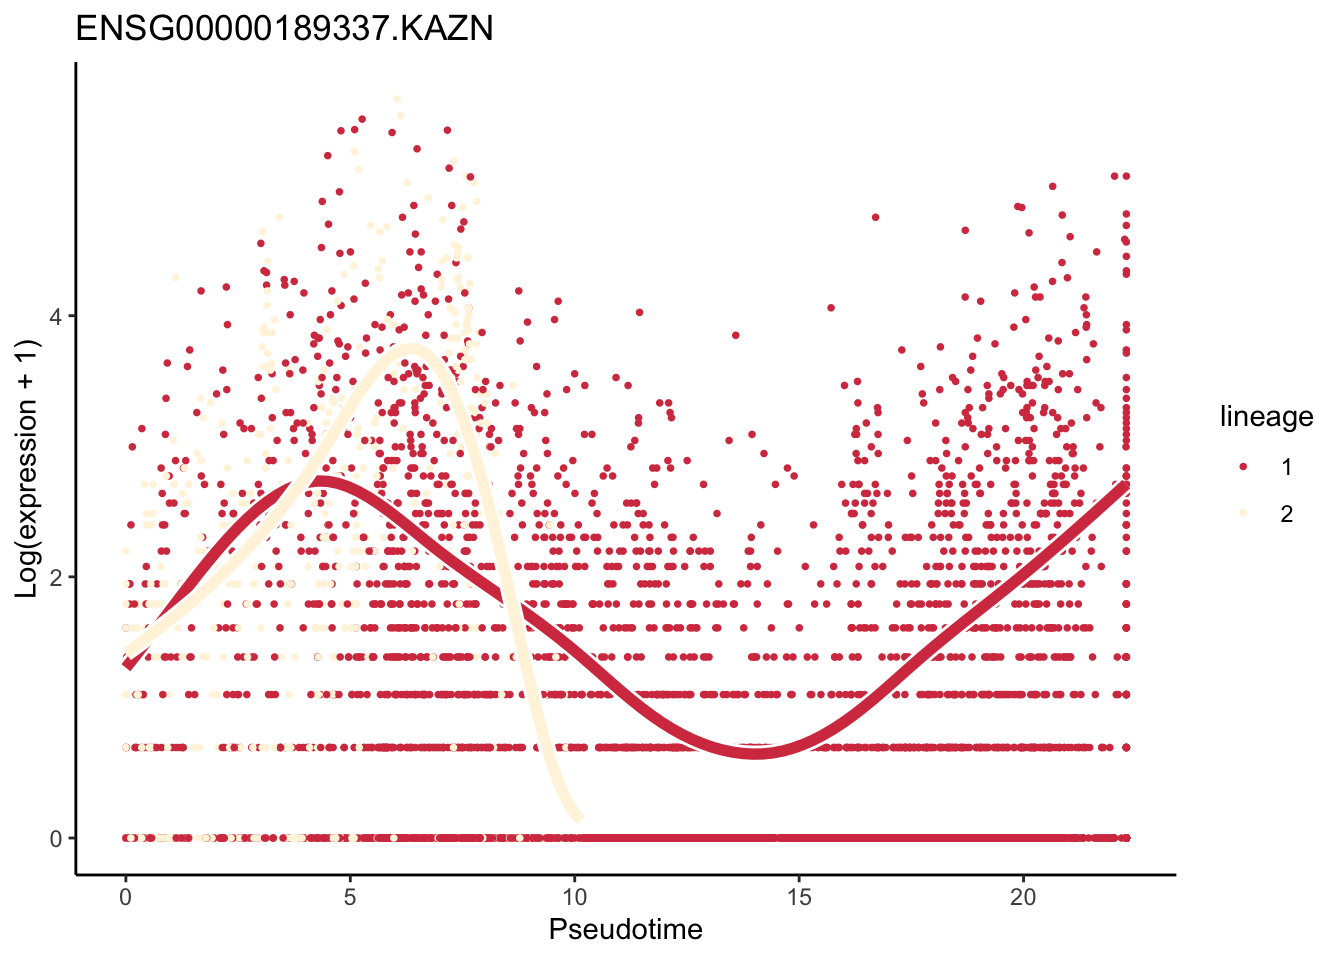 ENSG00000189337.KAZN
Log(expression + 1)
4
2
0
0 5 10 15 20
Pseudotime
lineage
1
2